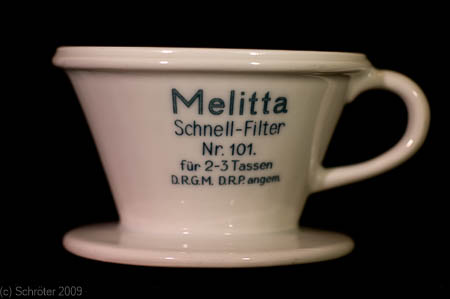 Melitta
Schnell-Filter
Nr. 101.
für 2-3 Tassen
D.R.G.M. D.R.P. angem.
(c) Schröter 2009